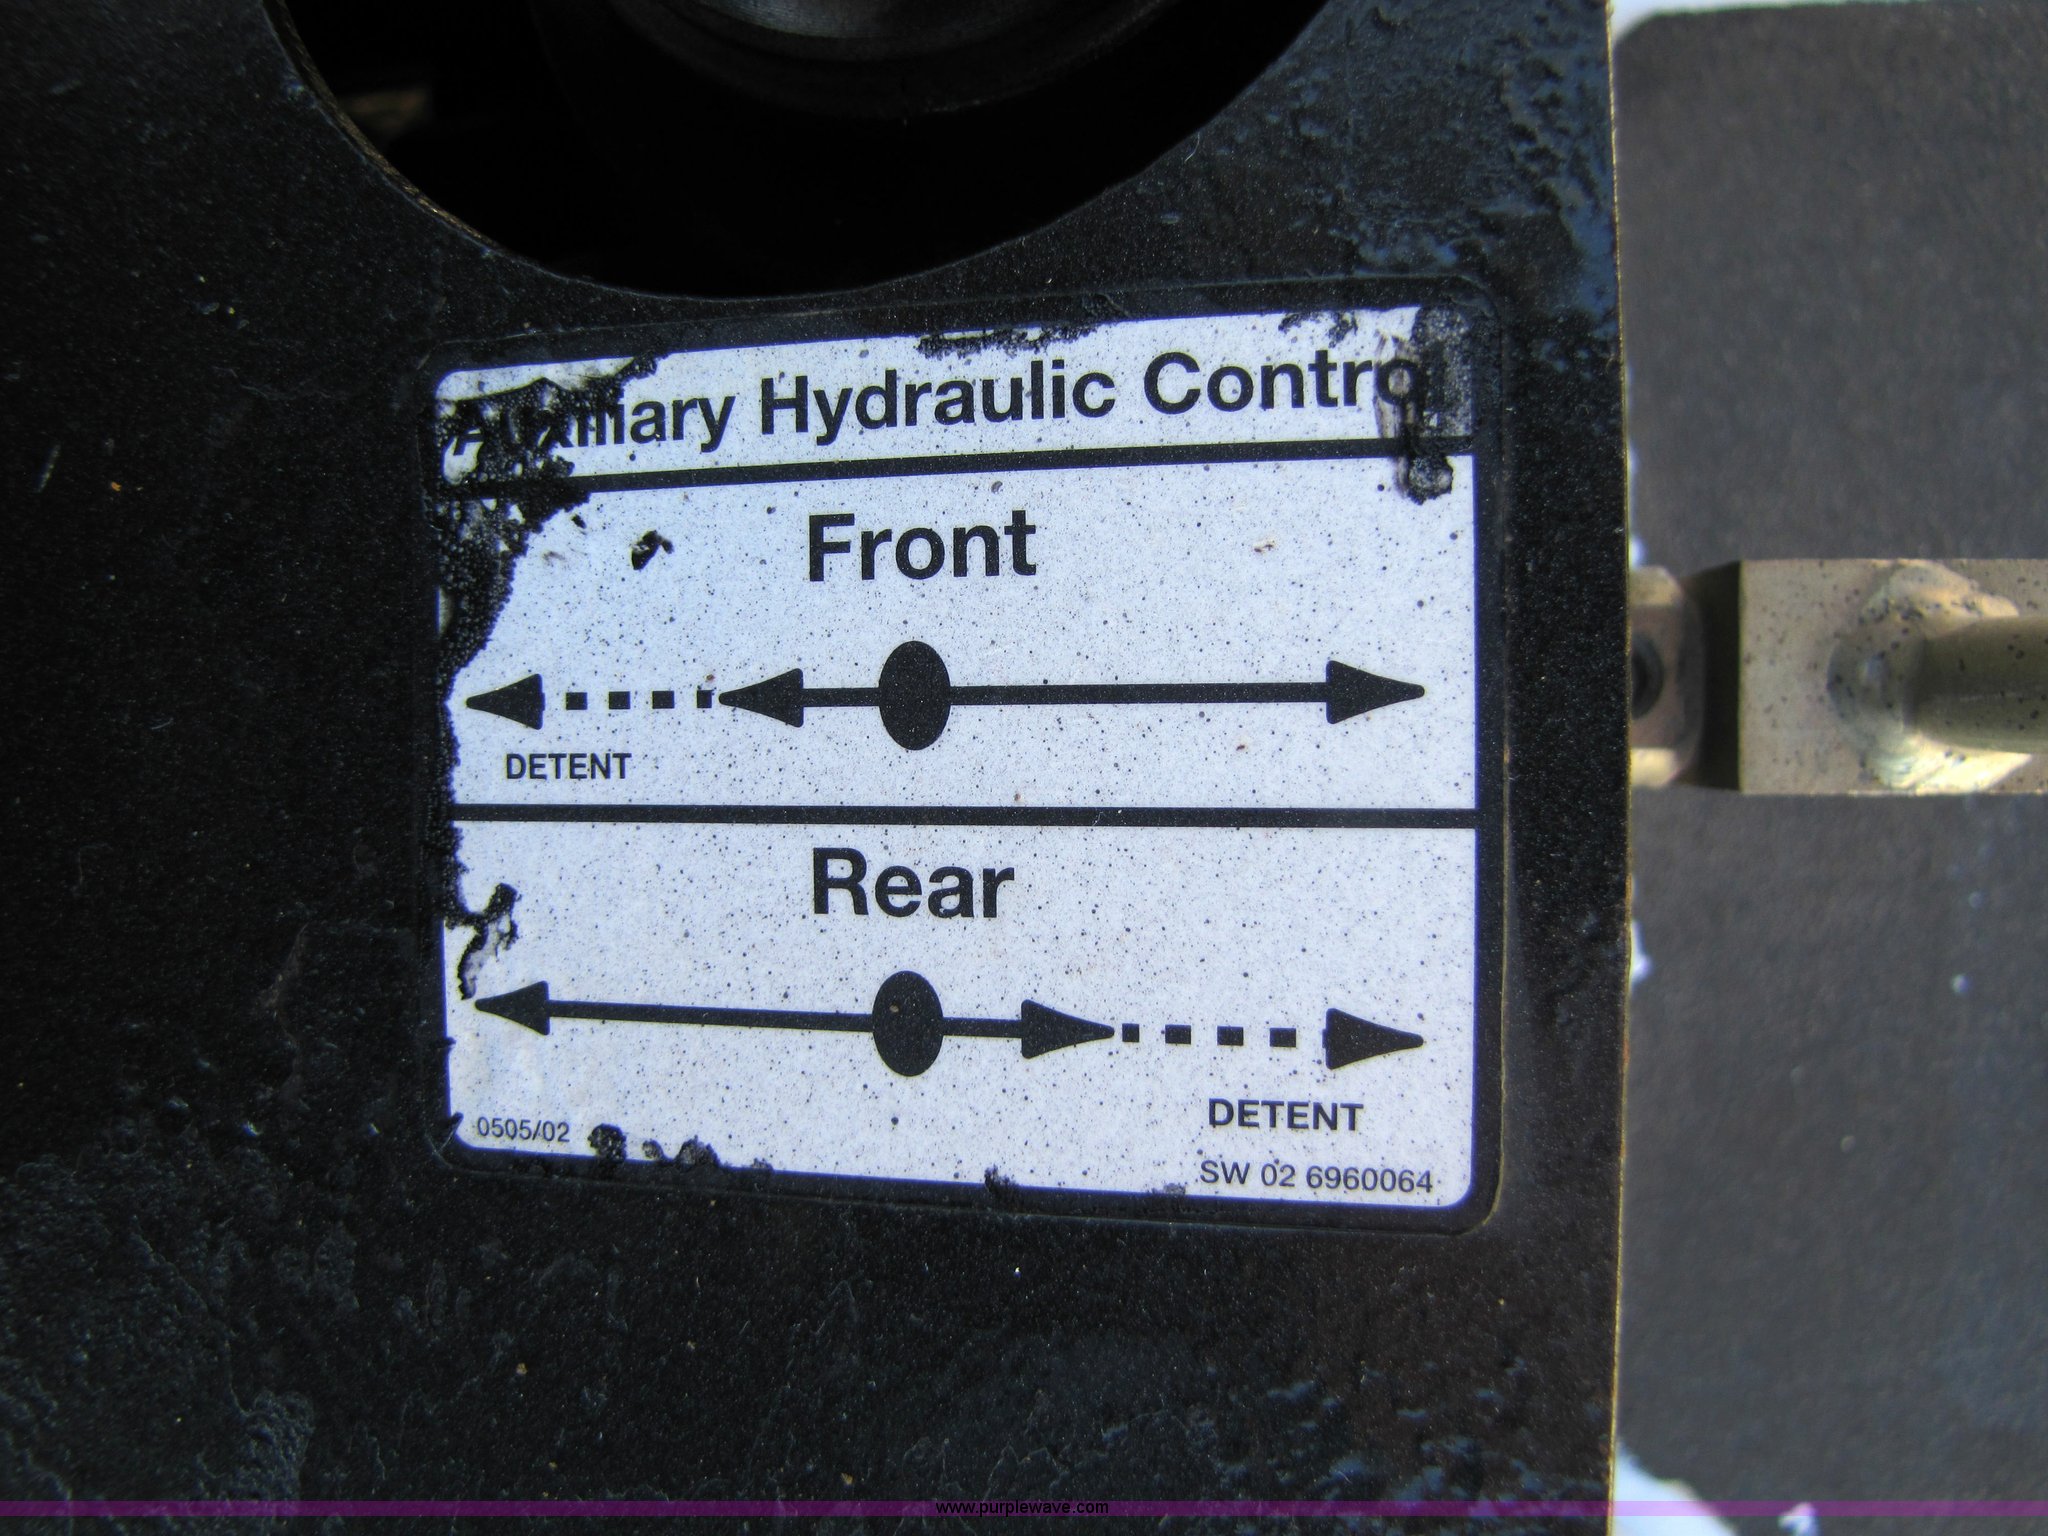 Auxiliary Hydraulic Control
Front
DETENT
Rear
DETENT
0505/02
SW 02 6960064
www.purplewave.com